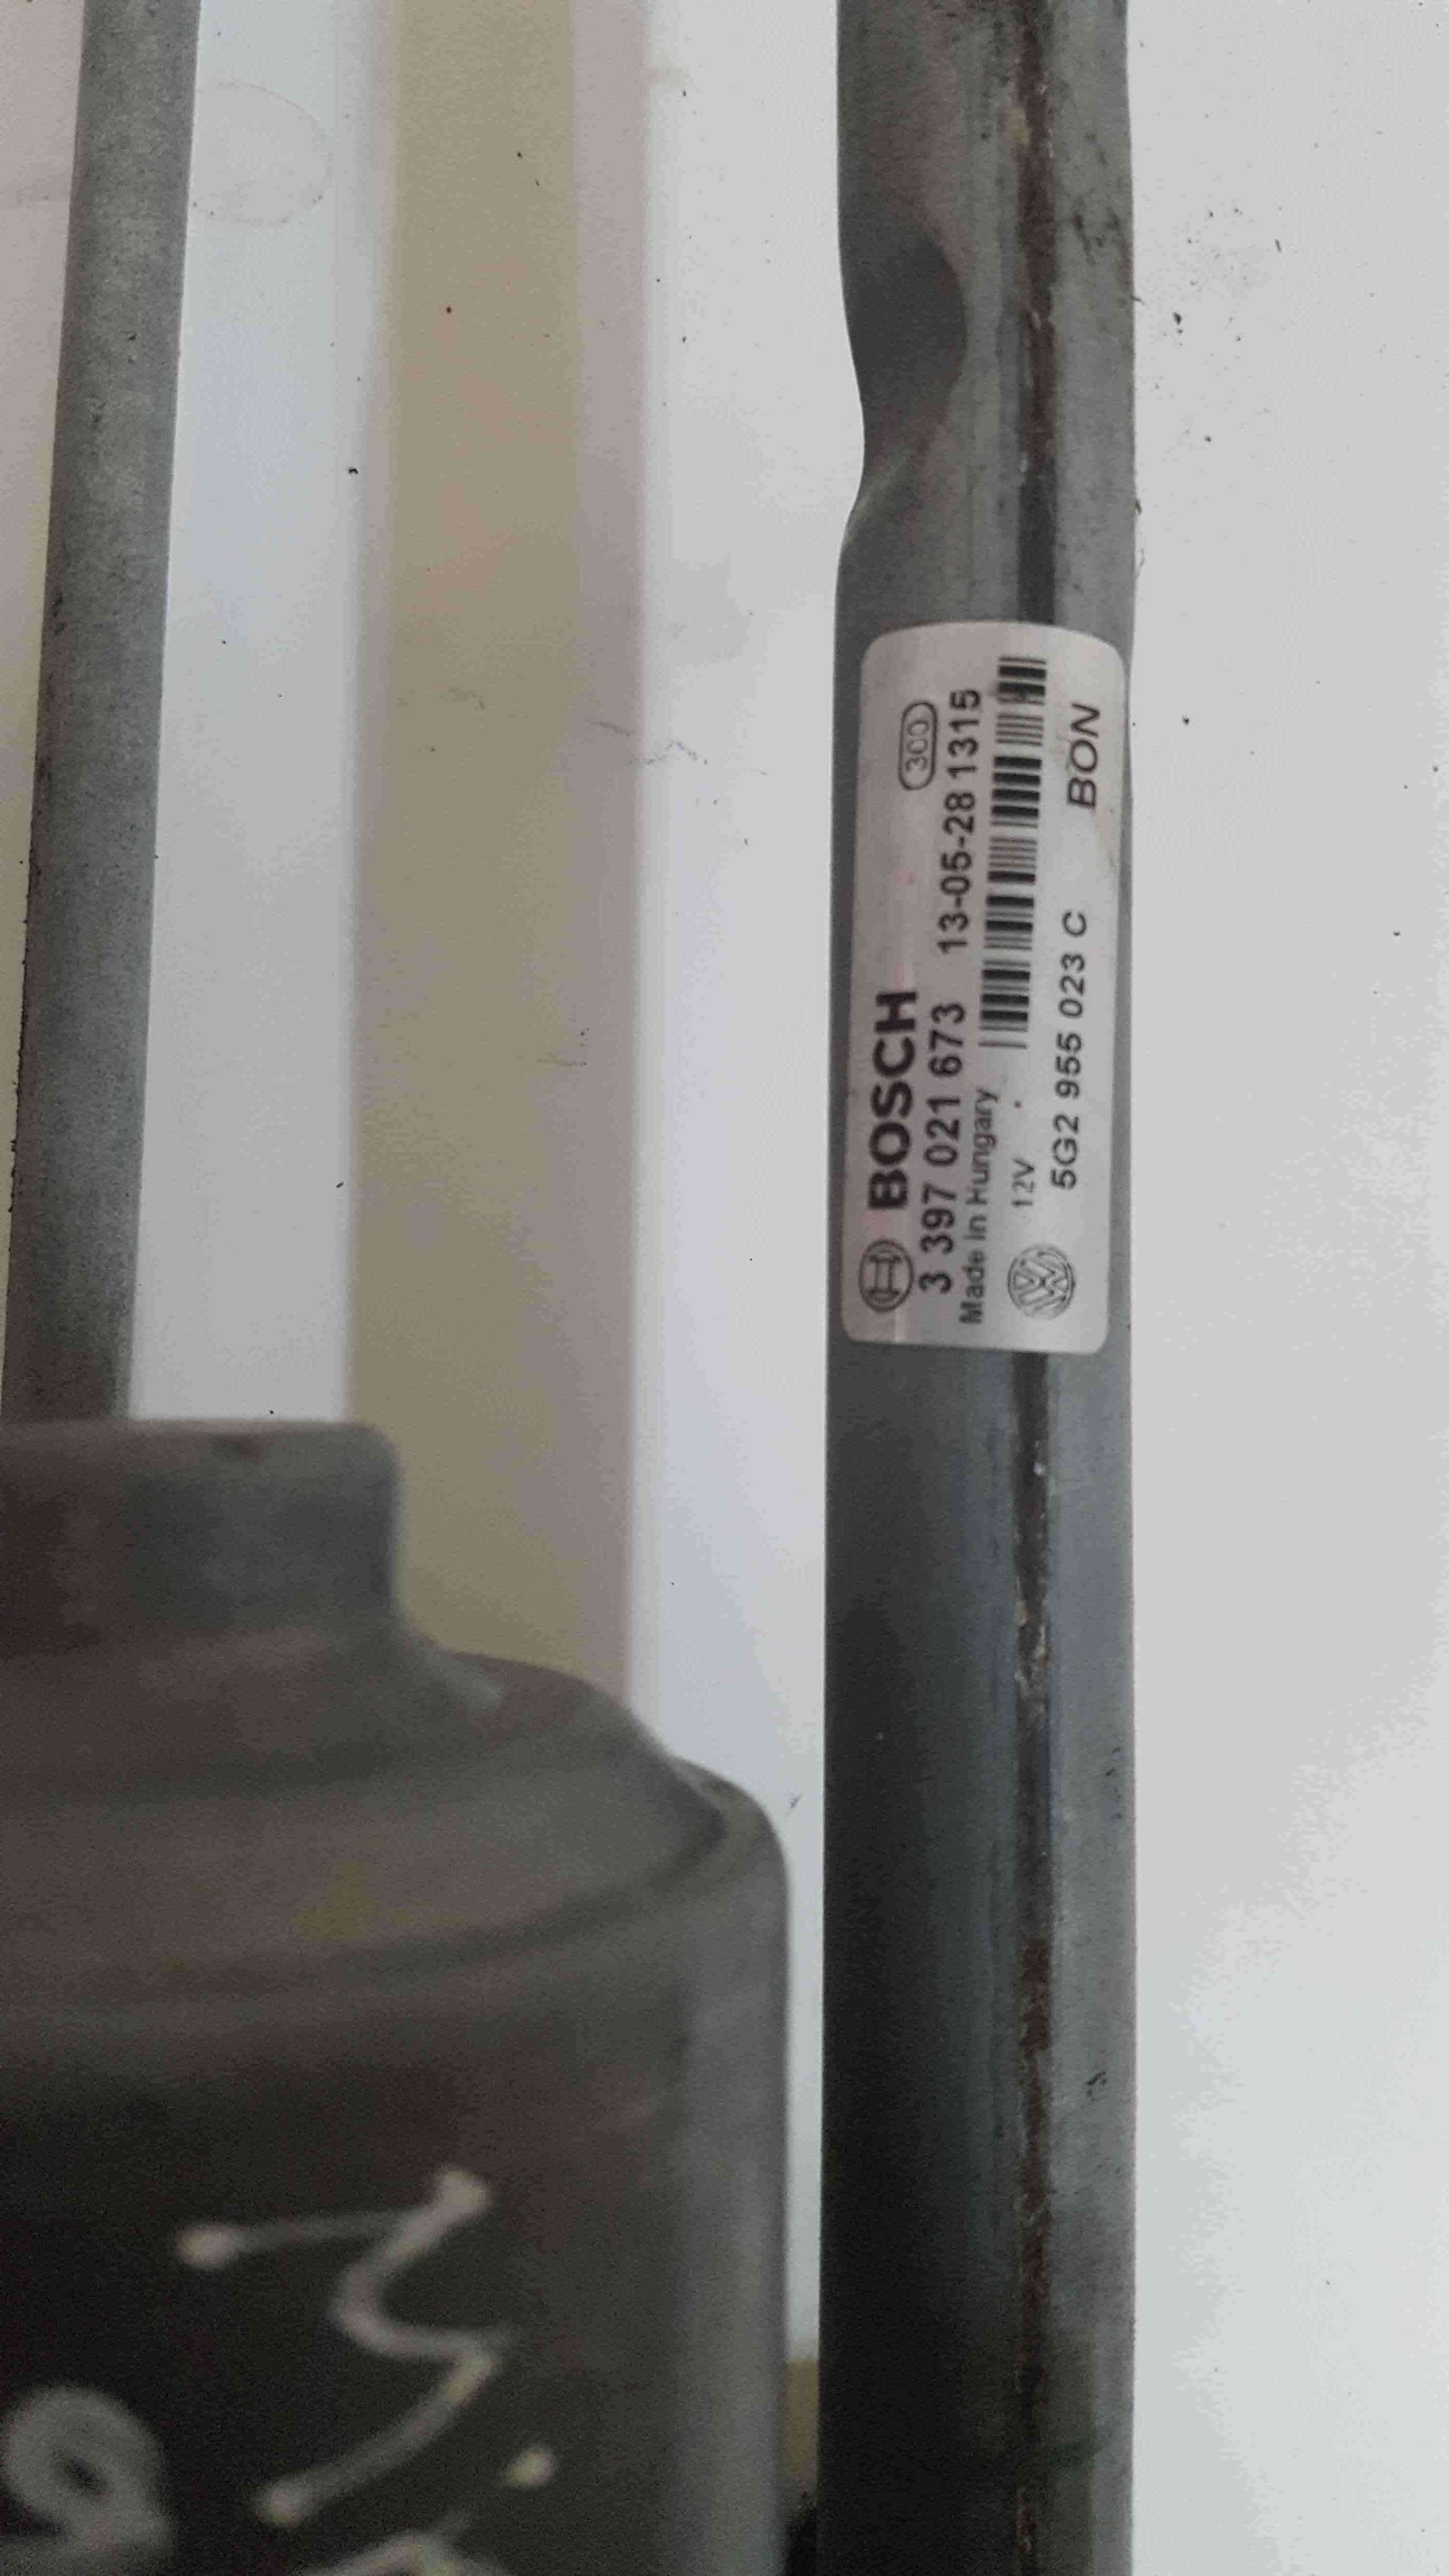 BOSCH 300
3 397 021 673 13-05-28 1315
Made in Hungary
12V
5G2 955 023 C BON